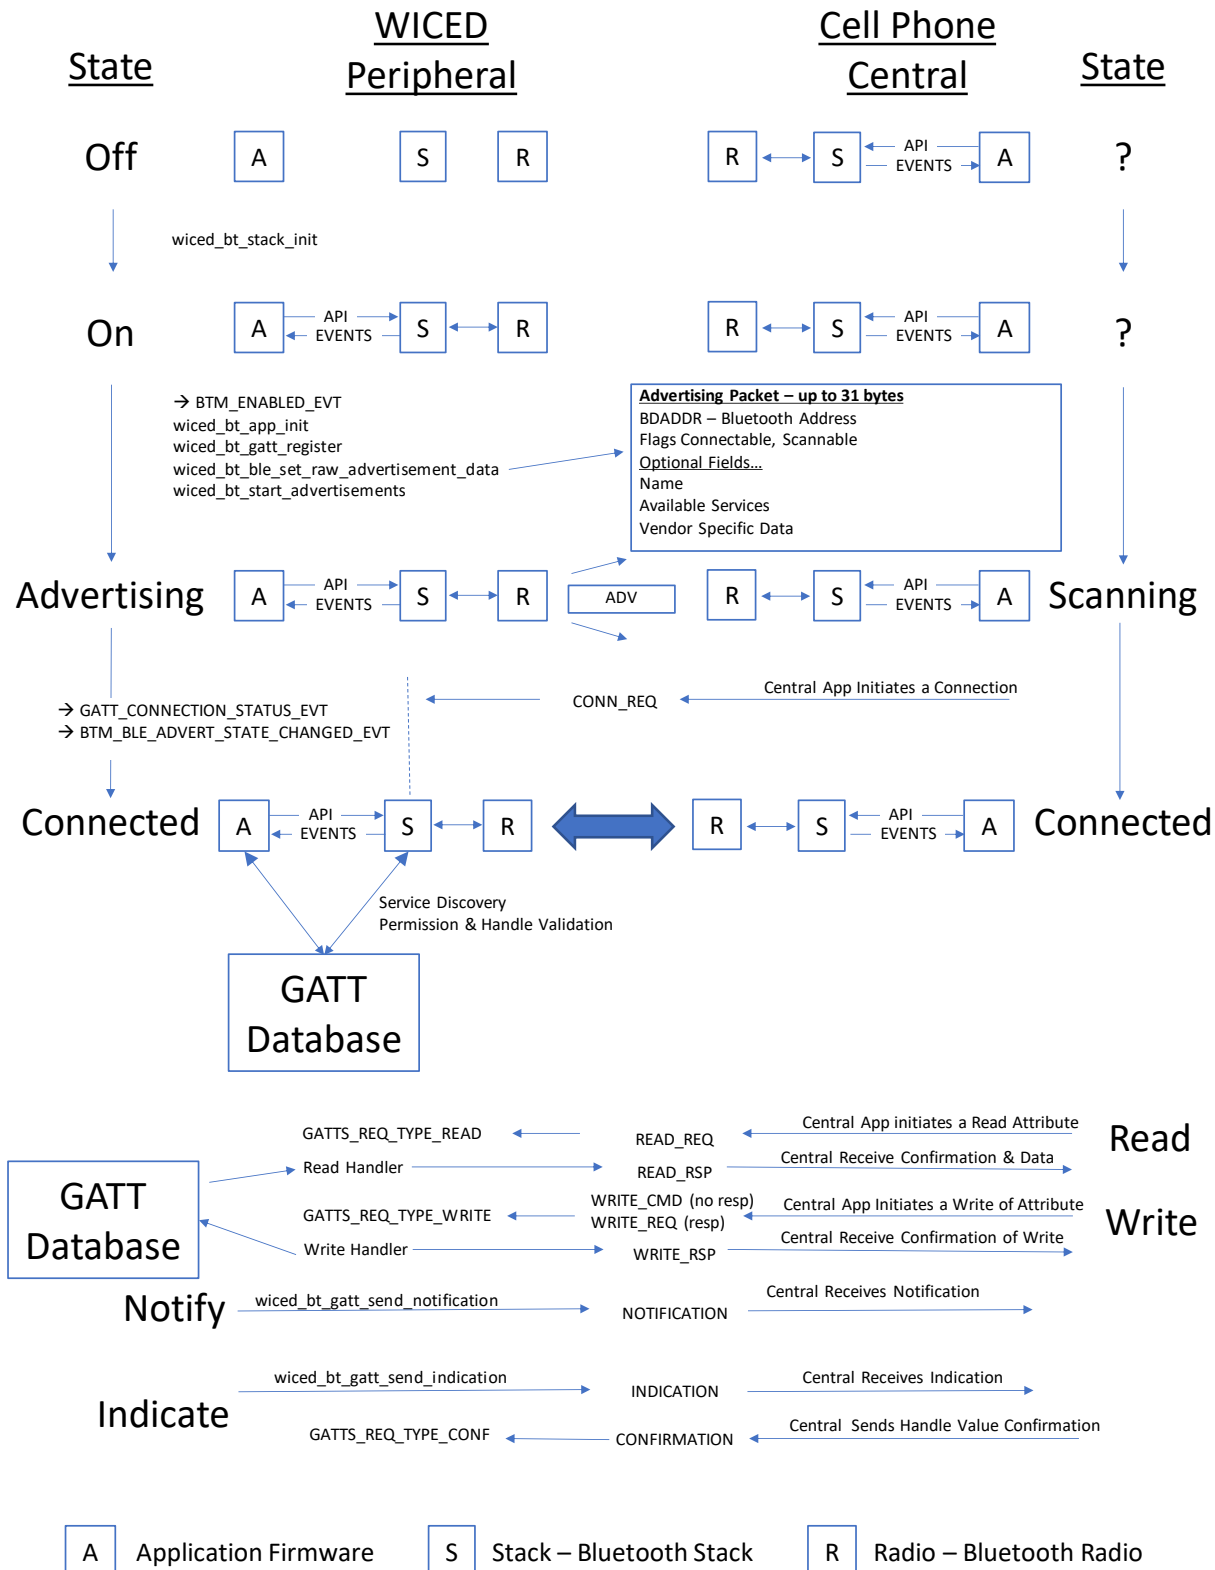 WICED
Peripheral
Cell Phone
Central
State
State
Off
A
S
R
R
S
API
EVENTS
A
?
wiced_bt_stack_init
On
A
API
EVENTS
S
R
R
S
API
EVENTS
A
?
→ BTM_ENABLED_EVT
wiced_bt_app_init
wiced_bt_gatt_register
wiced_bt_ble_set_raw_advertisement_data
wiced_bt_start_advertisements
Advertising Packet – up to 31 bytes
BDADDR – Bluetooth Address
Flags Connectable, Scannable
Optional Fields...
Name
Available Services
Vendor Specific Data
Advertising
A
API
EVENTS
S
R
ADV
R
S
API
EVENTS
A
Scanning
CONN_REQ
Central App Initiates a Connection
→ GATT_CONNECTION_STATUS_EVT
→ BTM_BLE_ADVERT_STATE_CHANGED_EVT
Connected
A
API
EVENTS
S
R
R
S
API
EVENTS
A
Connected
Service Discovery
Permission & Handle Validation
GATT
Database
GATTS_REQ_TYPE_READ
READ_REQ
Central App initiates a Read Attribute
Read
Read Handler
READ_RSP
Central Receive Confirmation & Data
GATT
Database
GATTS_REQ_TYPE_WRITE
WRITE_CMD (no resp)
WRITE_REQ (resp)
Central App Initiates a Write of Attribute
Write
Write Handler
WRITE_RSP
Central Receive Confirmation of Write
Notify
wiced_bt_gatt_send_notification
NOTIFICATION
Central Receives Notification
Indicate
wiced_bt_gatt_send_indication
INDICATION
Central Receives Indication
GATTS_REQ_TYPE_CONF
CONFIRMATION
Central Sends Handle Value Confirmation
A Application Firmware
S Stack – Bluetooth Stack
R Radio – Bluetooth Radio